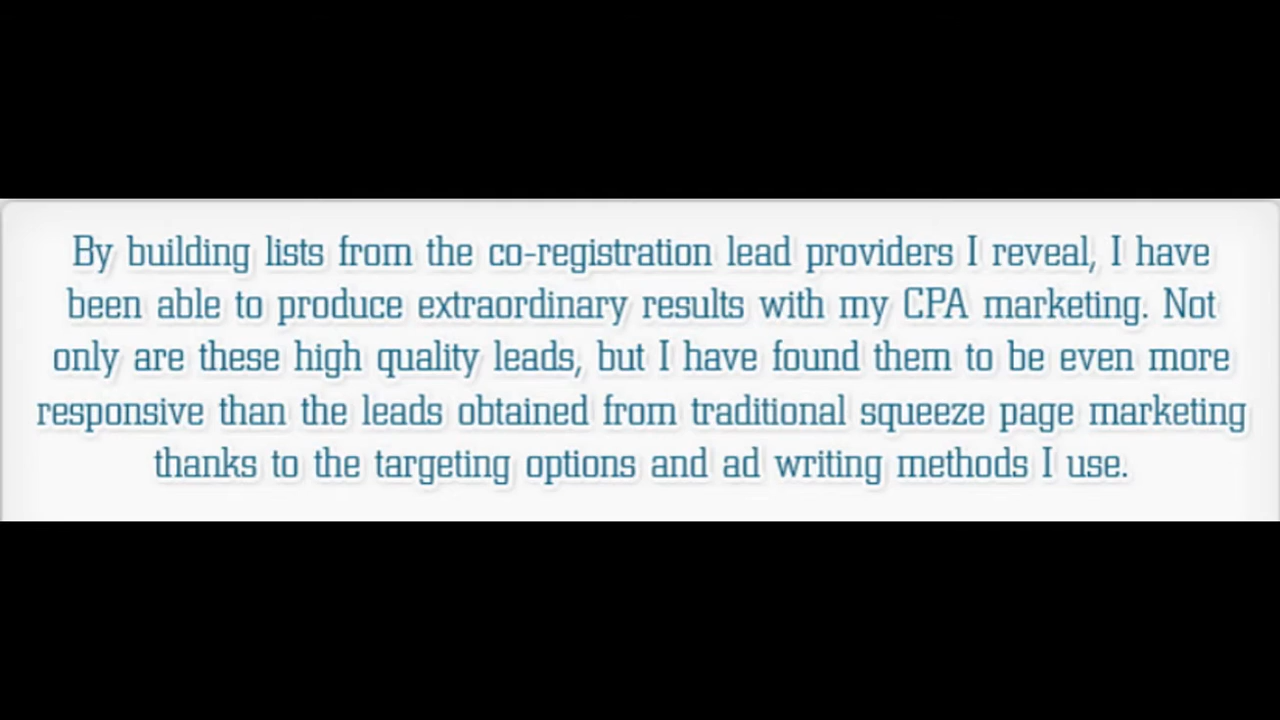 By building lists from the co-registration lead providers I reveal, I have
been able to produce extraordinary results with my CPA marketing. Not
only are these high quality leads, but I have found them to be even more
responsive than the leads obtained from traditional squeeze page marketing
thanks to the targeting options and ad writing methods I use.